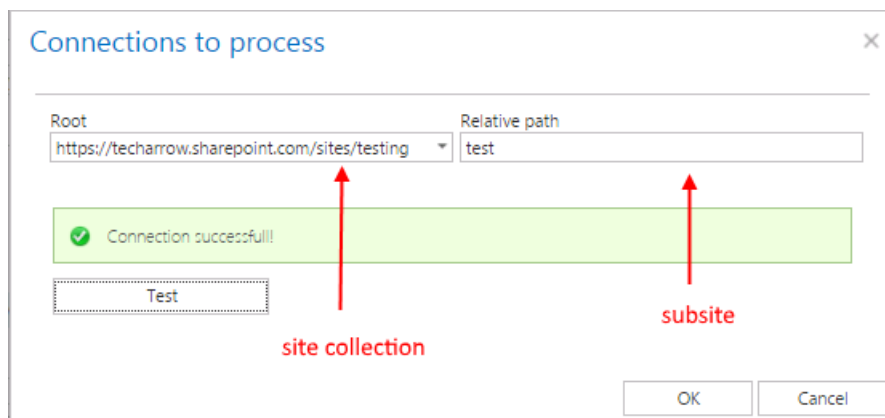 Connections to process
Root
Relative path
https://techarrow.sharepoint.com/sites/testing
test
Connection successfull!
Test
site collection
subsite
OK
Cancel